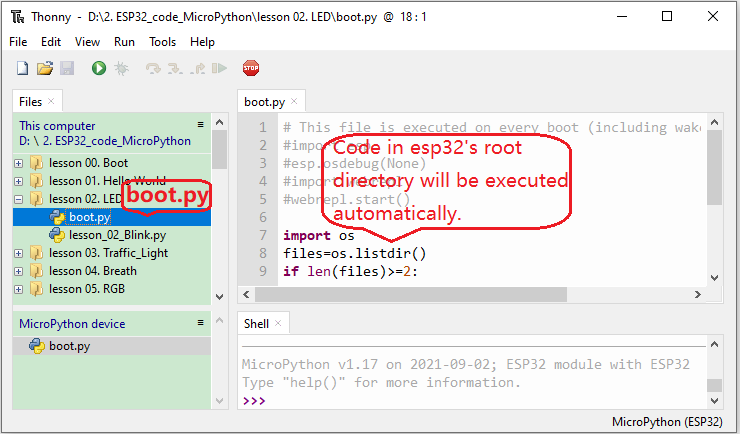 Thonny - D:\2. ESP32_code_MicroPython\lesson 02. LED\boot.py @ 18 : 1
File Edit View Run Tools Help
STOP
Files
This computer
D: \ 2. ESP32_code_MicroPython
lesson 00. Boot
lesson 01. Hello World
lesson 02. LED
boot.py
boot.py
lesson_02_Blink.py
lesson 03. Traffic_Light
lesson 04. Breath
lesson 05. RGB
MicroPython device
boot.py
boot.py
1 # This file is executed on every boot (including wake
2 #import
3 #esp.osdebug(None)
4 #import
5 #webrepl.start()
6
7 import os
8 files=os.listdir()
9 if len(files)>=2:
Code in esp32's root
directory will be executed
automatically.
Shell
MicroPython v1.17 on 2021-09-02; ESP32 module with ESP32
Type "help()" for more information.
>>>
MicroPython (ESP32)